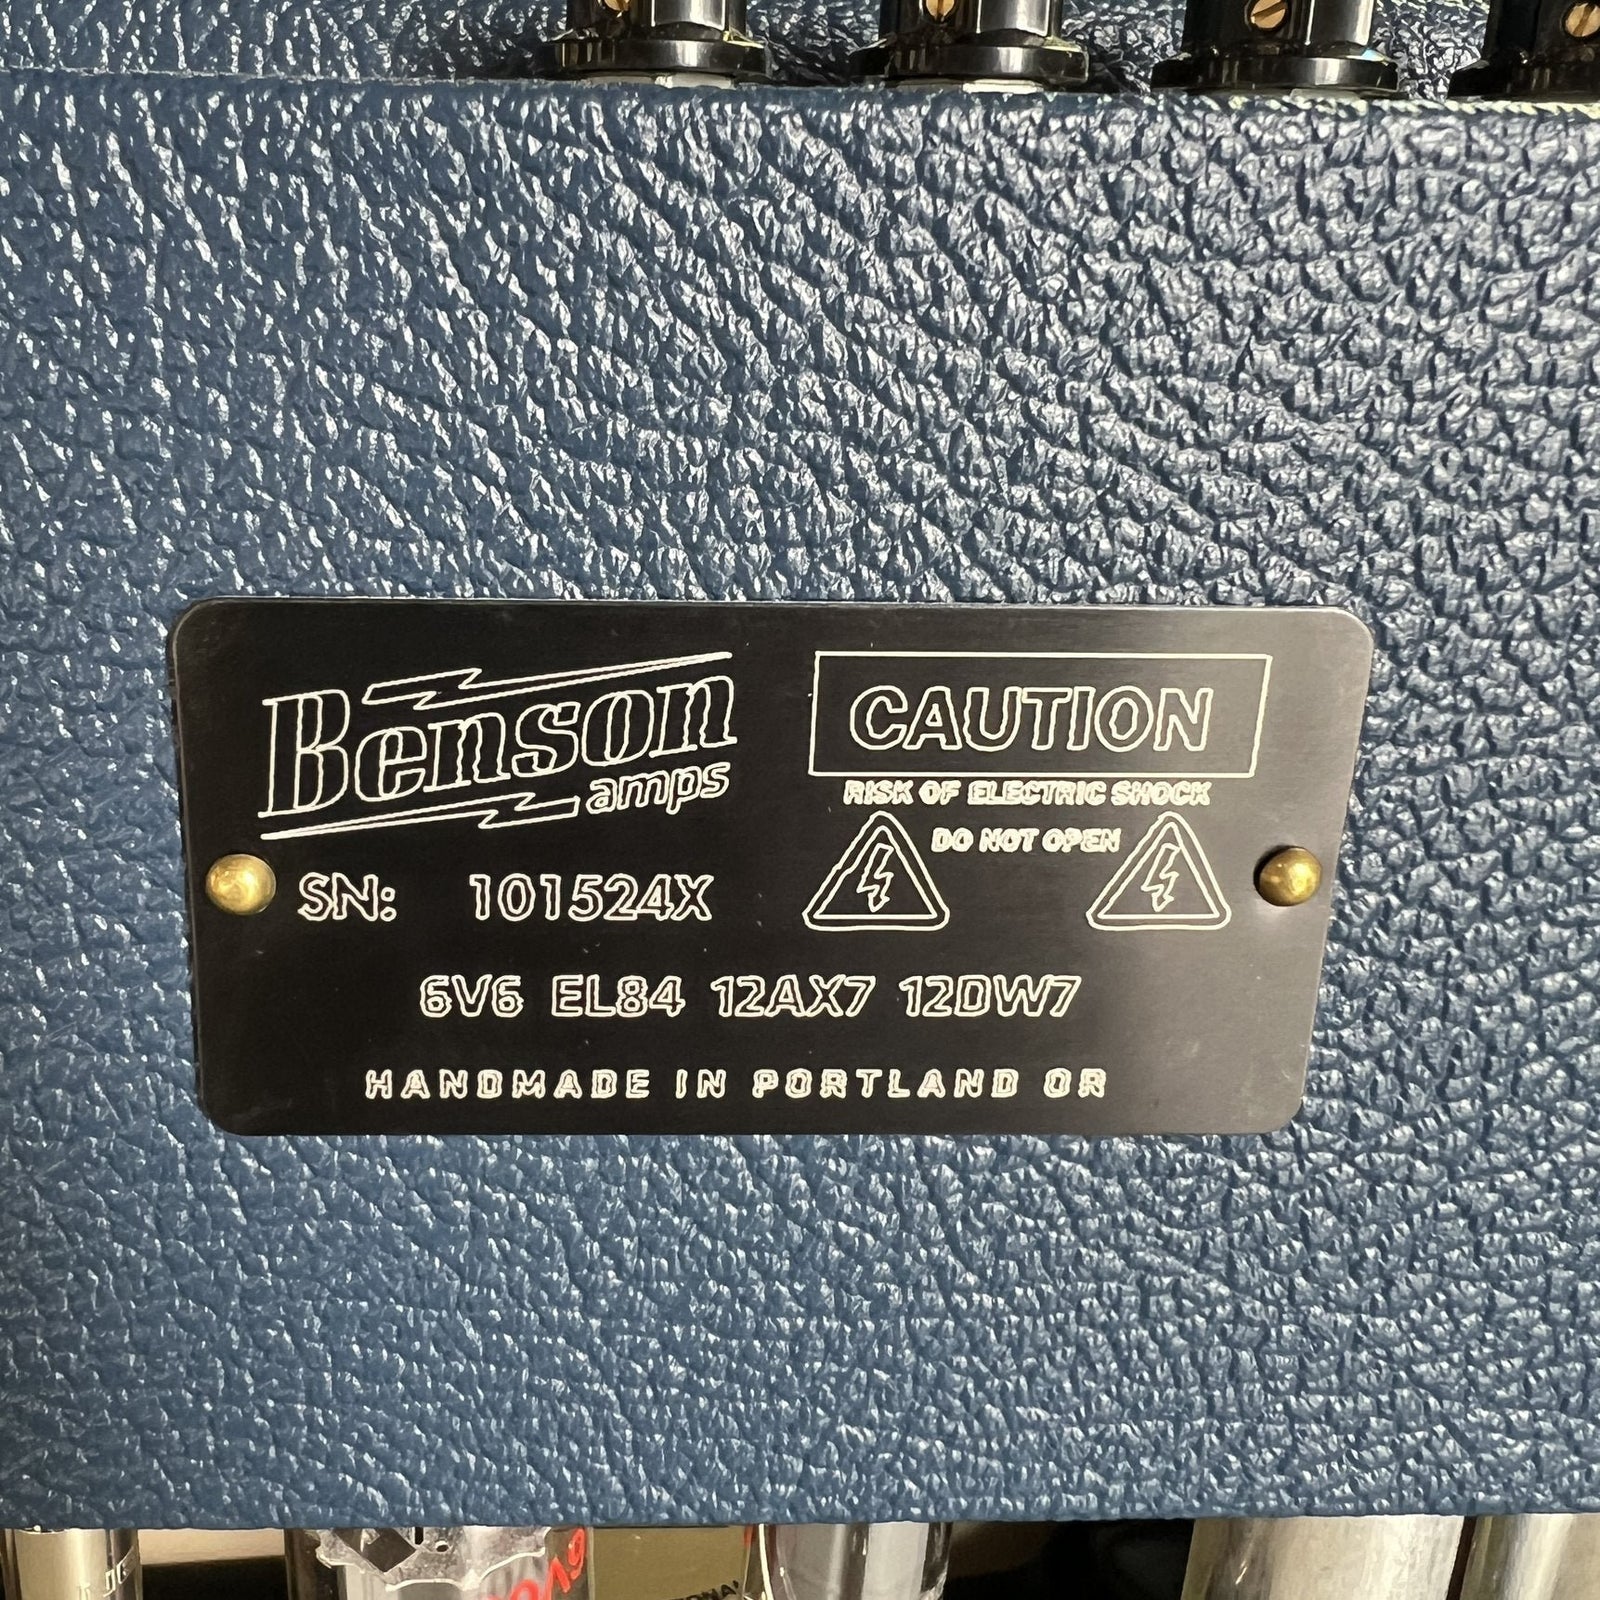 Benson
amps
CAUTION
RISK OF ELECTRIC SHOCK
DO NOT OPEN
SN: 101524X
6V6 EL84 12AX7 12DW7
HANDMADE IN PORTLAND OR